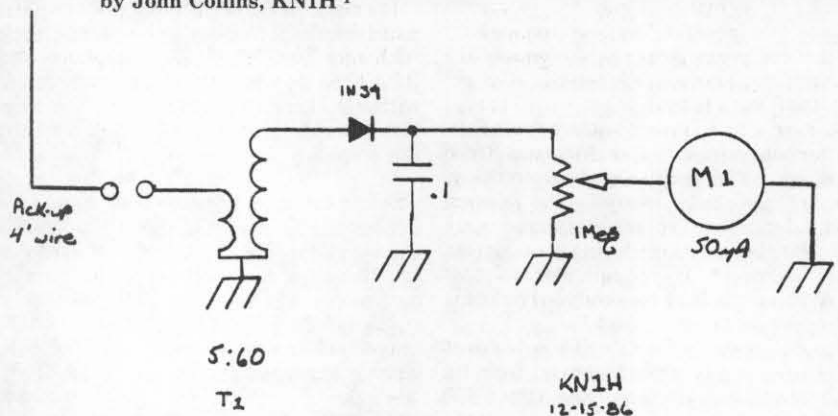 by John Collins, KN1H
1N34
.1
M1
Pick-up
4' wire
1Meg
50µA
5:60
T1
KN1H
12-15-86